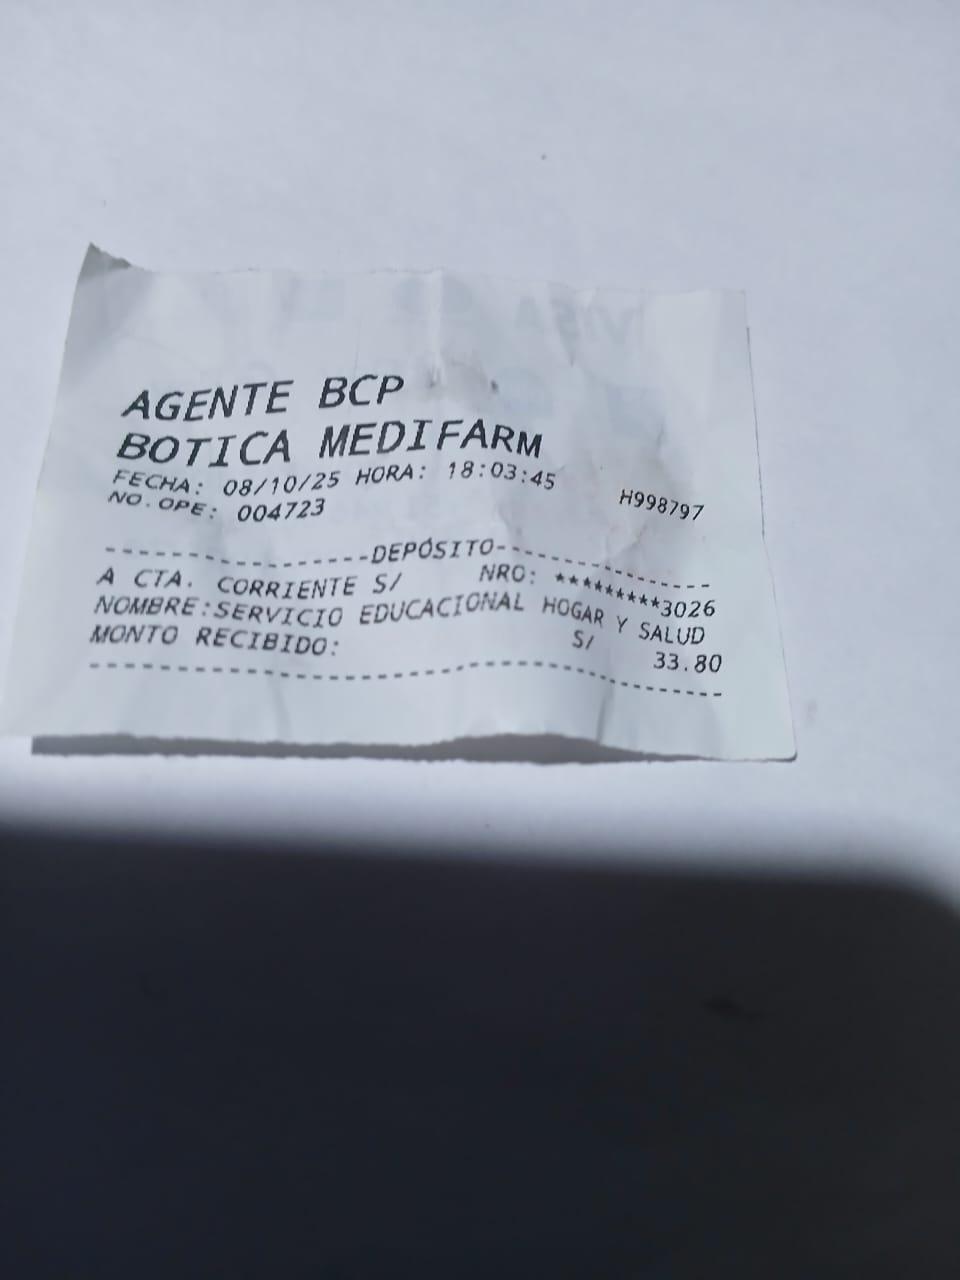 AGENTE BCP
BOTICA MEDIFARM
FECHA: 08/10/25 HORA: 18:03:45
NO.OPE: 004723 H998797
---------------------DEPÓSITO---------------------
A CTA. CORRIENTE S/ NRO: *********3026
NOMBRE:SERVICIO EDUCACIONAL HOGAR Y SALUD
MONTO RECIBIDO: S/ 33.80
--------------------------------------------------